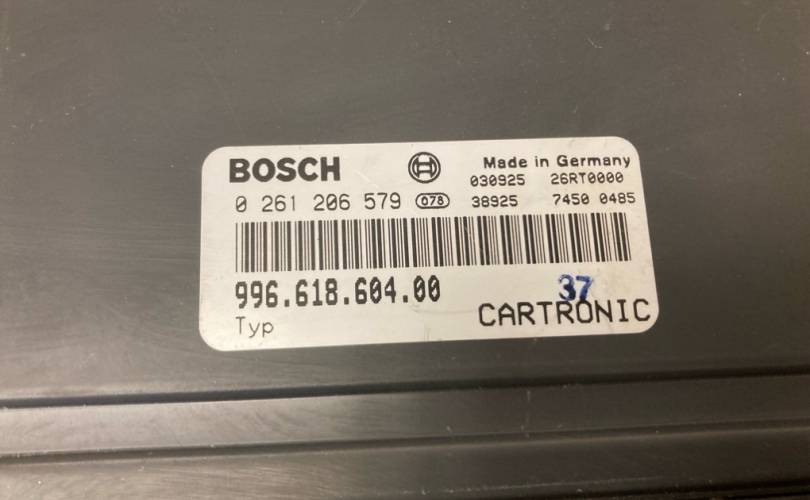 BOSCH Made in Germany
030925 26RT0000
0 261 206 579 078 38925 7450 0485
996.618.604.00 37
Typ CARTRONIC